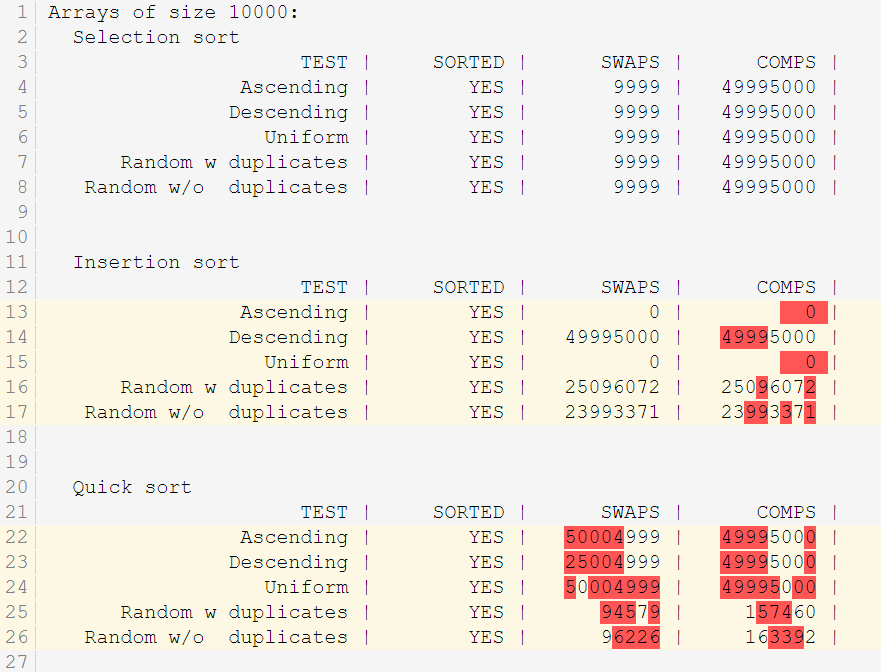 1 Arrays of size 10000:
2 Selection sort
3 TEST | SORTED | SWAPS | COMPS |
4 Ascending | YES | 9999 | 49995000 |
5 Descending | YES | 9999 | 49995000 |
6 Uniform | YES | 9999 | 49995000 |
7 Random w duplicates | YES | 9999 | 49995000 |
8 Random w/o  duplicates | YES | 9999 | 49995000 |
9
10
11 Insertion sort
12 TEST | SORTED | SWAPS | COMPS |
13 Ascending | YES | 0 | 0 |
14 Descending | YES | 49995000 | 49995000 |
15 Uniform | YES | 0 | 0 |
16 Random w duplicates | YES | 25096072 | 25096072 |
17 Random w/o  duplicates | YES | 23993371 | 23993371 |
18
19
20 Quick sort
21 TEST | SORTED | SWAPS | COMPS |
22 Ascending | YES | 50004999 | 49995000 |
23 Descending | YES | 25004999 | 49995000 |
24 Uniform | YES | 50004999 | 49995000 |
25 Random w duplicates | YES | 94579 | 157460 |
26 Random w/o  duplicates | YES | 96226 | 163392 |
27